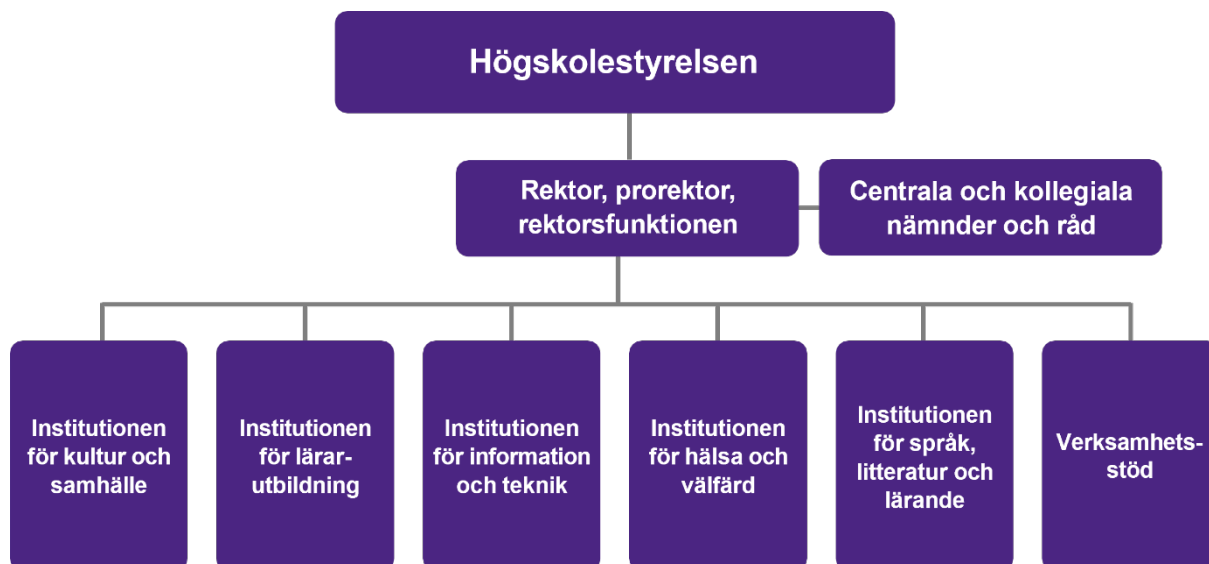 Högskolestyrelsen
Rektor, prorektor,
rektorsfunktionen
Centrala och kollegiala
nämnder och råd
Institutionen
för kultur och
samhälle
Institutionen
för lärar-
utbildning
Institutionen
för information
och teknik
Institutionen
för hälsa och
välfärd
Institutionen
för språk,
litteratur och
lärande
Verksamhets-
stöd